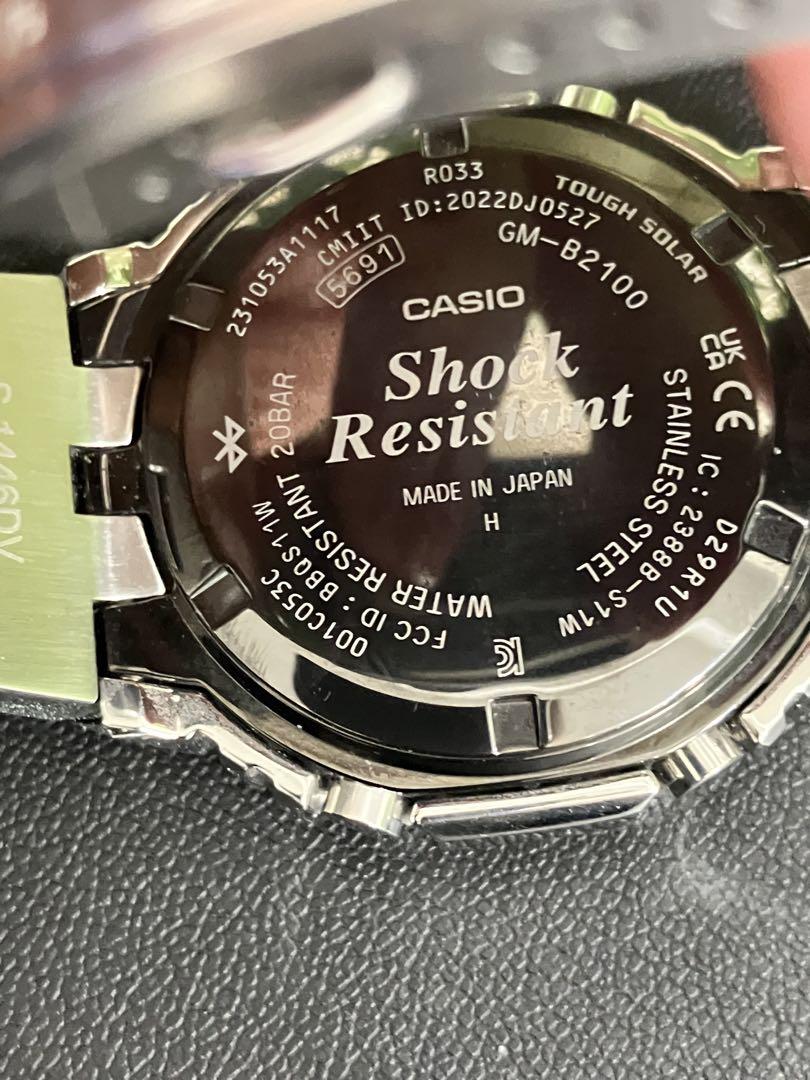 R033
TOUGH SOLAR
231053A1117
CMIIT ID:2022DJ0527
GM-B2100
5691
CASIO
Shock
Resistant
MADE IN JAPAN
H
UK
CA
CE
STAINLESS STEEL
IC:2388B-S11W
D29R1U
WATER RESISTANT 20BAR
FCC ID:BBQS11W
001C053C